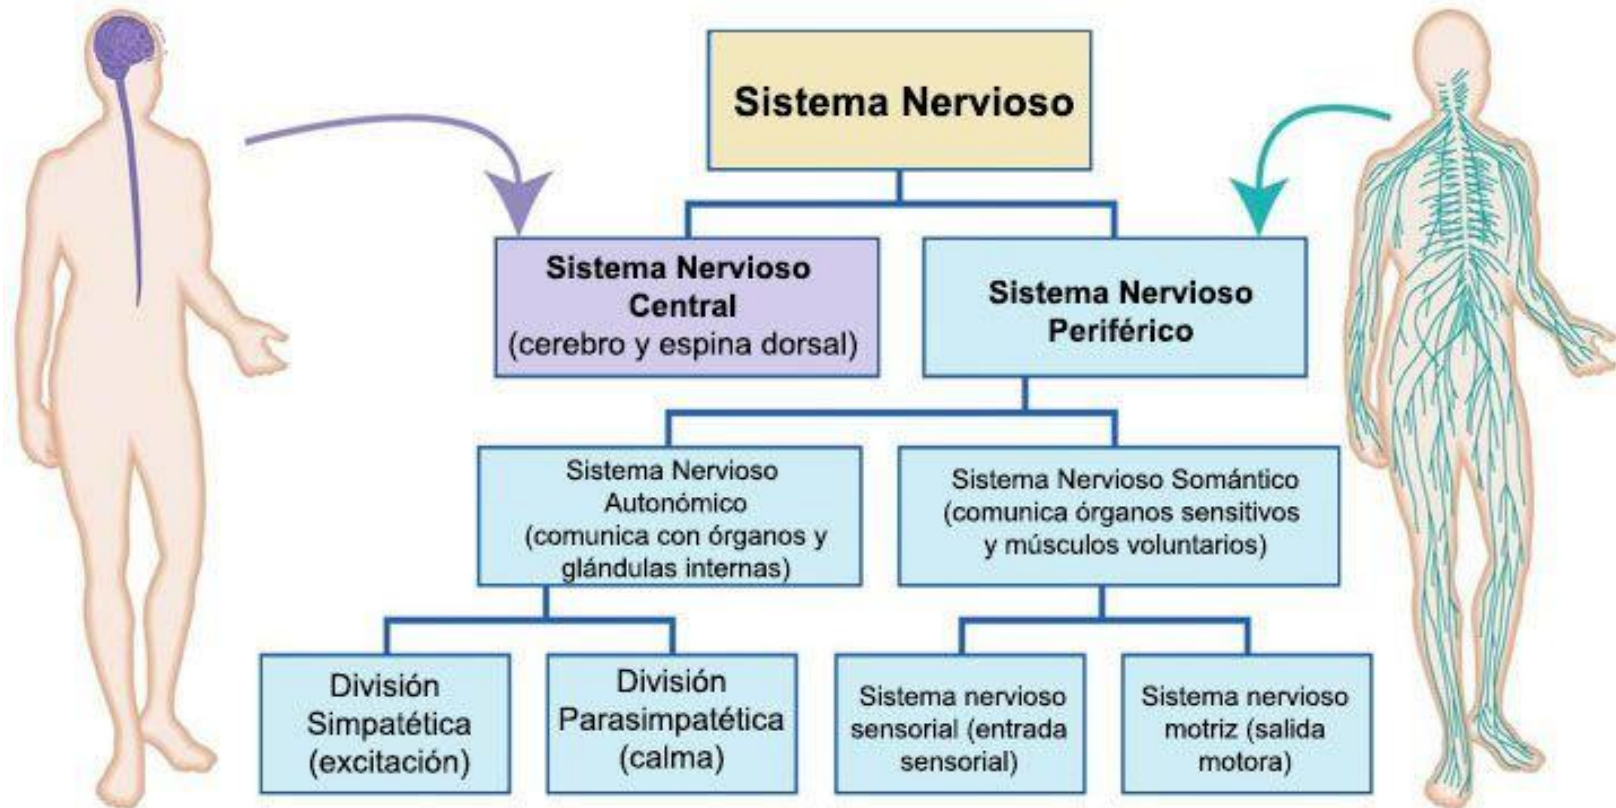 Sistema Nervioso
Sistema Nervioso
Central
(cerebro y espina dorsal)
Sistema Nervioso
Periférico
Sistema Nervioso
Autonómico
(comunica con órganos y
glándulas internas)
Sistema Nervioso Somántico
(comunica órganos sensitivos
y músculos voluntarios)
División
Simpatética
(excitación)
División
Parasimpatética
(calma)
Sistema nervioso
sensorial (entrada
sensorial)
Sistema nervioso
motriz (salida
motora)